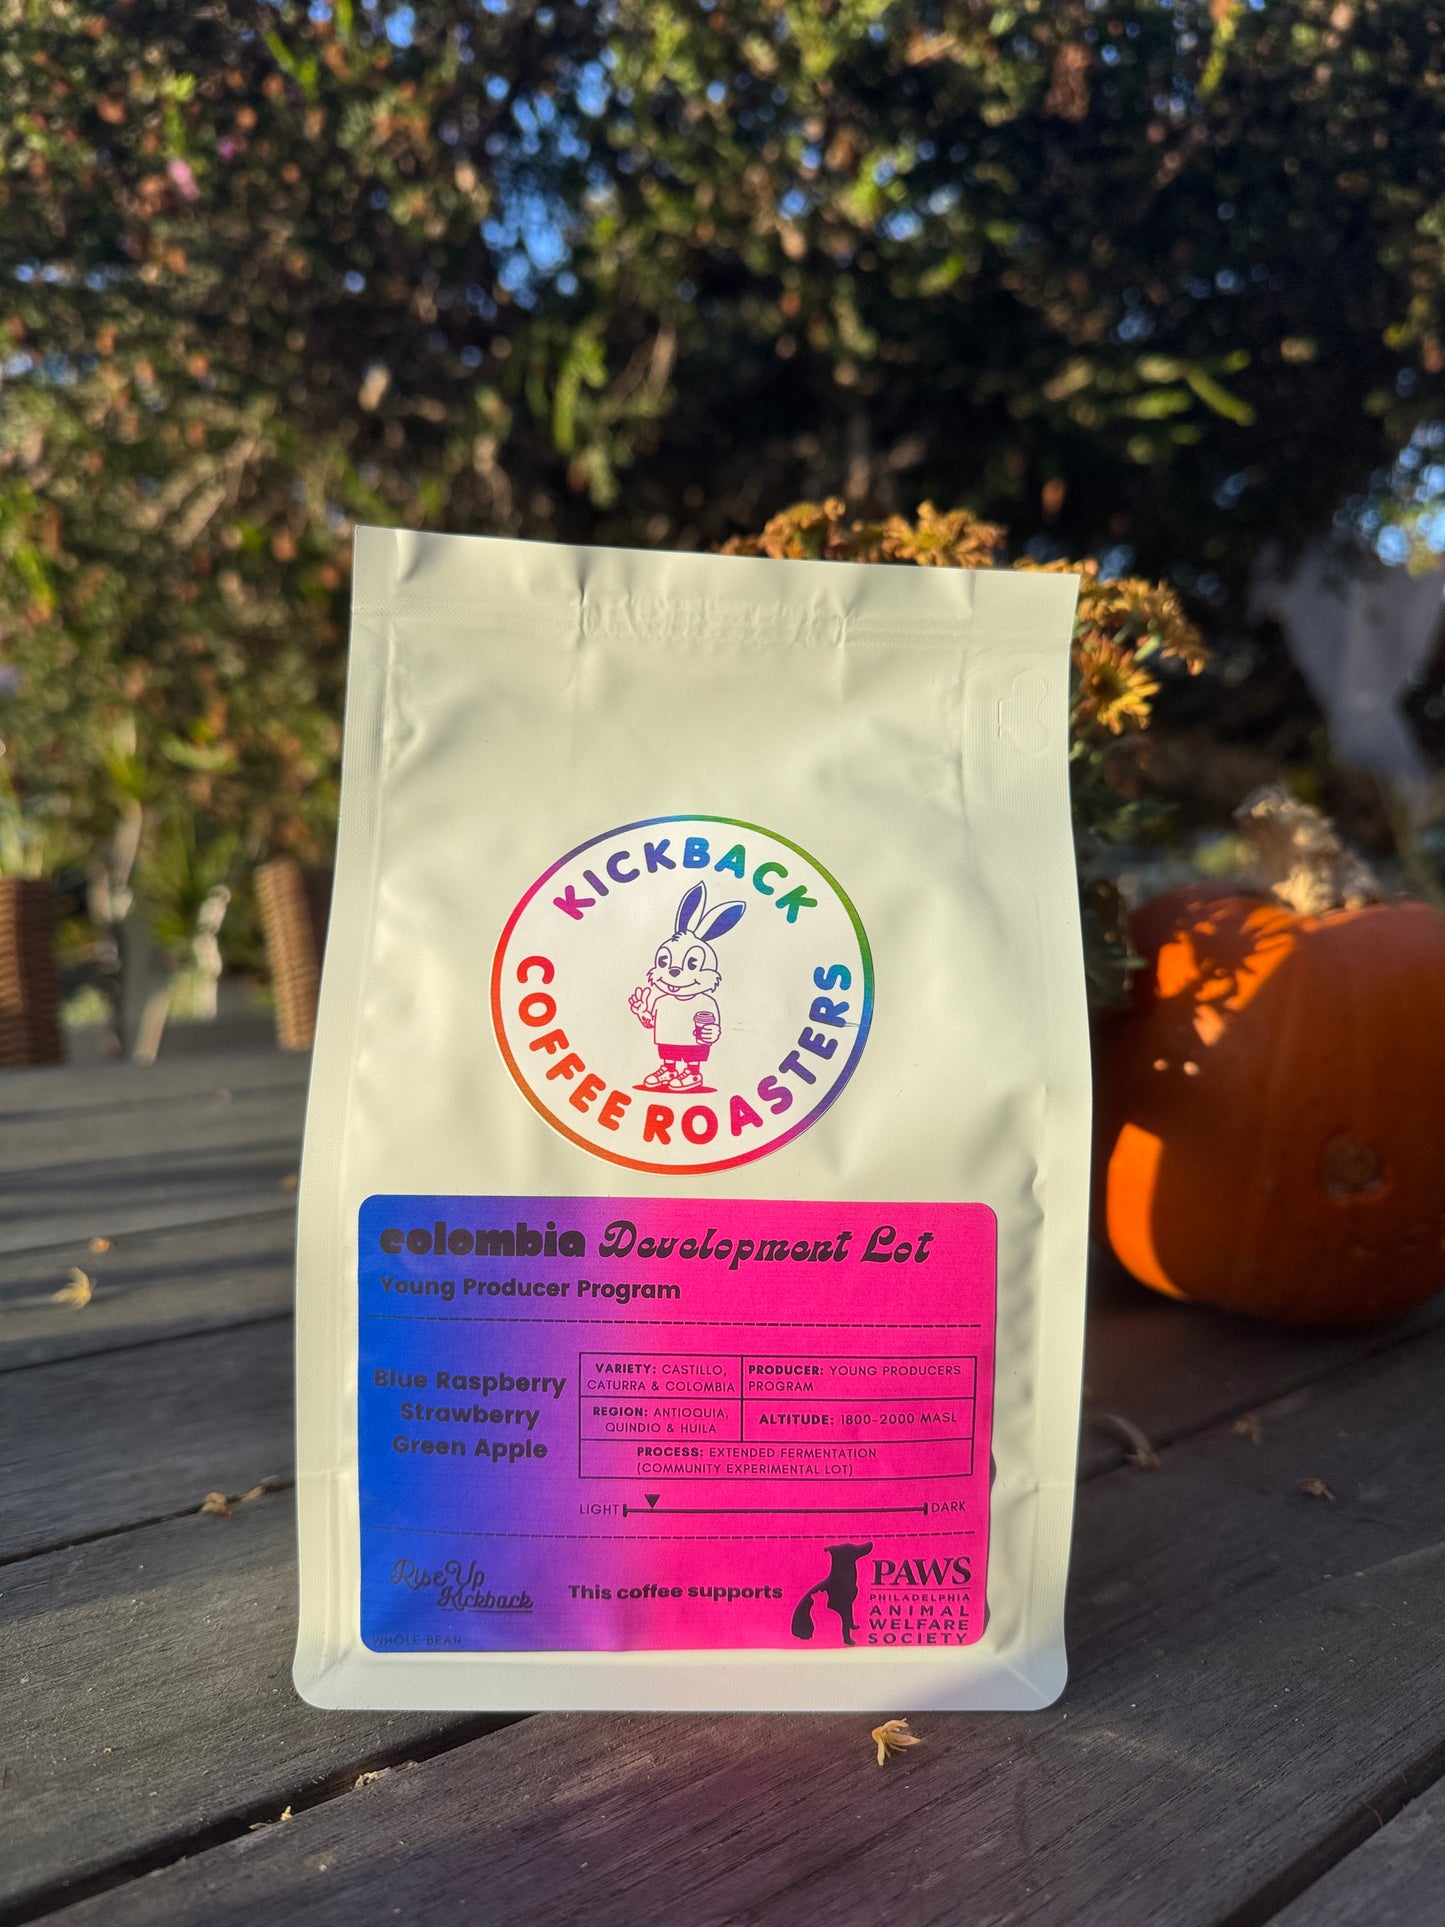 KICKBACK
COFFEE ROASTERS
colombia Development Lot
Young Producer Program
Blue Raspberry
Strawberry
Green Apple
VARIETY: CASTILLO,
CATURRA & COLOMBIA
PRODUCER: YOUNG PRODUCERS
PROGRAM
REGION: ANTIOQUIA,
QUINDIO & HUILA
ALTITUDE: 1800-2000 MASL
PROCESS: EXTENDED FERMENTATION
(COMMUNITY EXPERIMENTAL LOT)
LIGHT DARK
Rise Up
Kickback
This coffee supports
PAWS
PHILADELPHIA
ANIMAL
WELFARE
SOCIETY
WHOLE BEAN